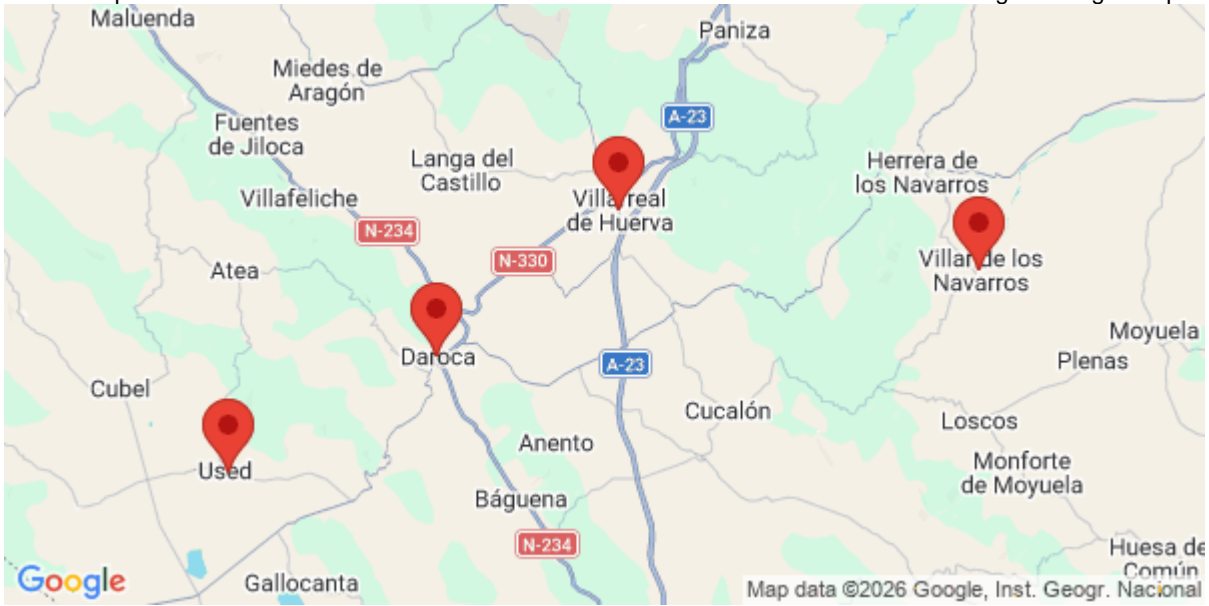 Maluenda
Paniza
Miedes de
Aragón
A-23
Fuentes
de Jiloca
Langa del
Castillo
Herrera de
los Navarros
Villafeliche
Villarreal
de Huerva
N-234
N-330
Villar de los
Navarros
Atea
Moyuela
Daroca
A-23
Plenas
Cubel
Cucalón
Loscos
Anento
Used
Monforte
de Moyuela
Báguena
N-234
Huesa de
Común
Google
Gallocanta
Map data ©2026 Google, Inst. Geogr. Nacional